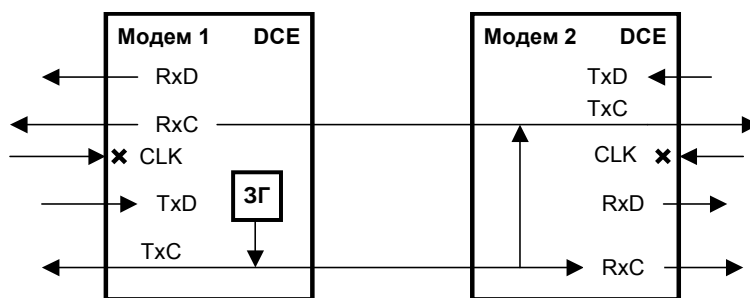 Модем 1 DCE
RxD
RxC
CLK
TxD
ЗГ
TxC
Модем 2 DCE
TxD
TxC
CLK
RxD
RxC